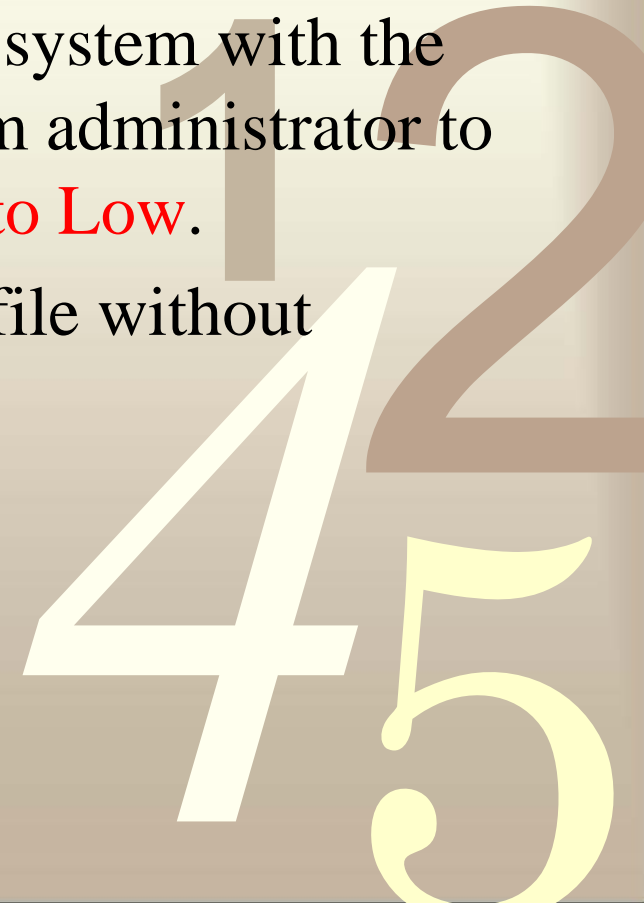 system with the
m administrator to
to Low.
file without
1 2
4 5